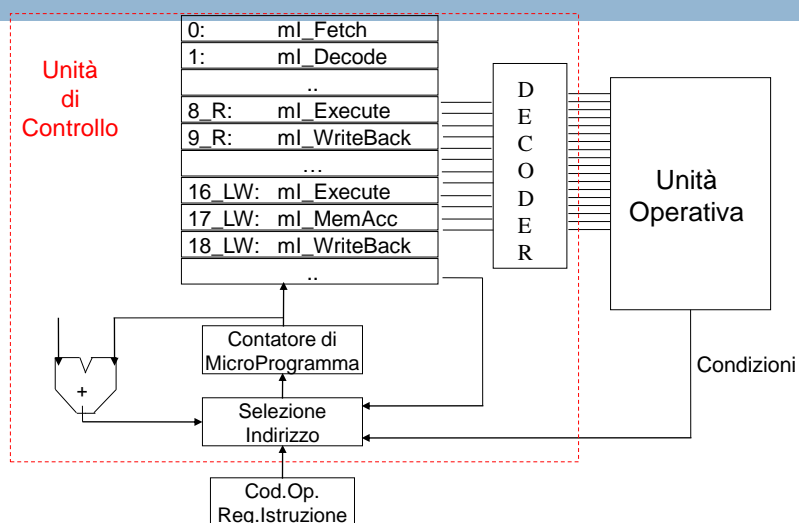 Unità
di
Controllo
0: mI_Fetch
1: mI_Decode
..
8_R: mI_Execute
9_R: mI_WriteBack
...
16_LW: mI_Execute
17_LW: mI_MemAcc
18_LW: mI_WriteBack
..
D
E
C
O
D
E
R
Unità
Operativa
Contatore di
MicroProgramma
+
Selezione
Indirizzo
Condizioni
Cod.Op.
Reg.Istruzione